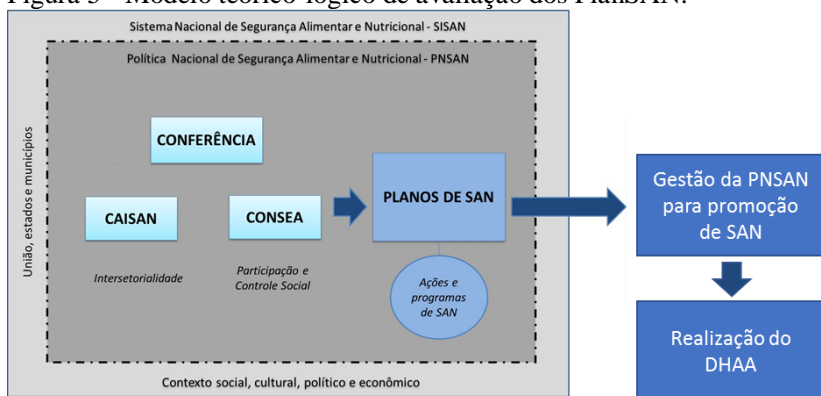 Figura 3 - Modelo teórico-lógico de avaliação dos PlanSAN.
Sistema Nacional de Segurança Alimentar e Nutricional - SISAN
Política Nacional de Segurança Alimentar e Nutricional - PNSAN
União, estados e municípios
CONFERÊNCIA
CAISAN
CONSEA
Intersetorialidade
Participação e
Controle Social
PLANOS DE SAN
Ações e
programas
de SAN
Contexto social, cultural, político e econômico
Gestão da PNSAN
para promoção
de SAN
Realização do
DHAA